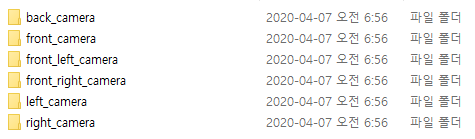 back_camera 2020-04-07 오전 6:56 파일 폴더
front_camera 2020-04-07 오전 6:56 파일 폴더
front_left_camera 2020-04-07 오전 6:56 파일 폴더
front_right_camera 2020-04-07 오전 6:56 파일 폴더
left_camera 2020-04-07 오전 6:56 파일 폴더
right_camera 2020-04-07 오전 6:56 파일 폴더